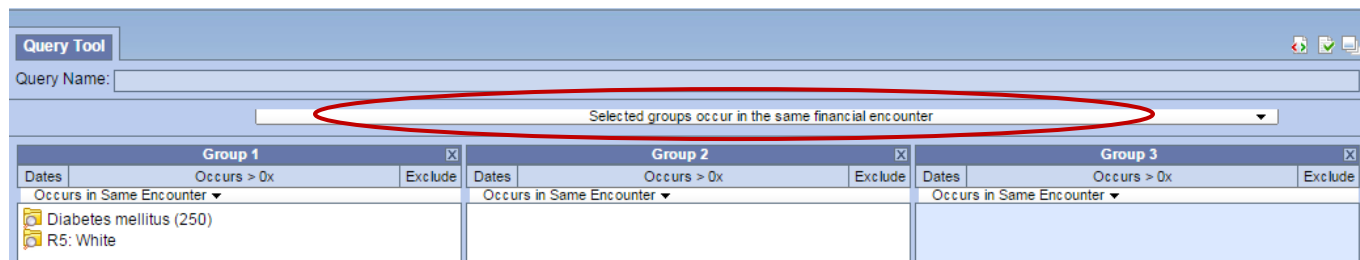 Query Tool
Query Name:
Selected groups occur in the same financial encounter
Group 1 Group 2 Group 3
Dates Occurs > 0x Exclude Dates Occurs > 0x Exclude Dates Occurs > 0x Exclude
Occurs in Same Encounter Occurs in Same Encounter Occurs in Same Encounter
Diabetes mellitus (250)
R5: White